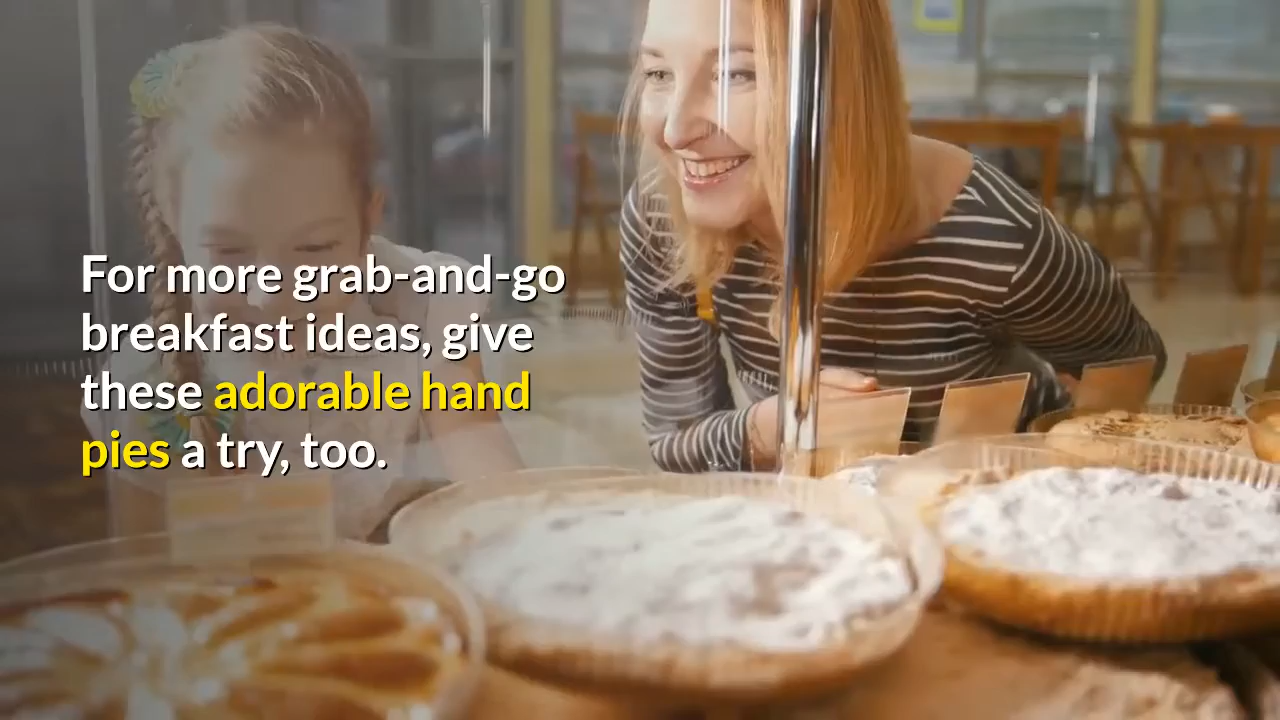 For more grab-and-go
breakfast ideas, give
these adorable hand
pies a try, too.